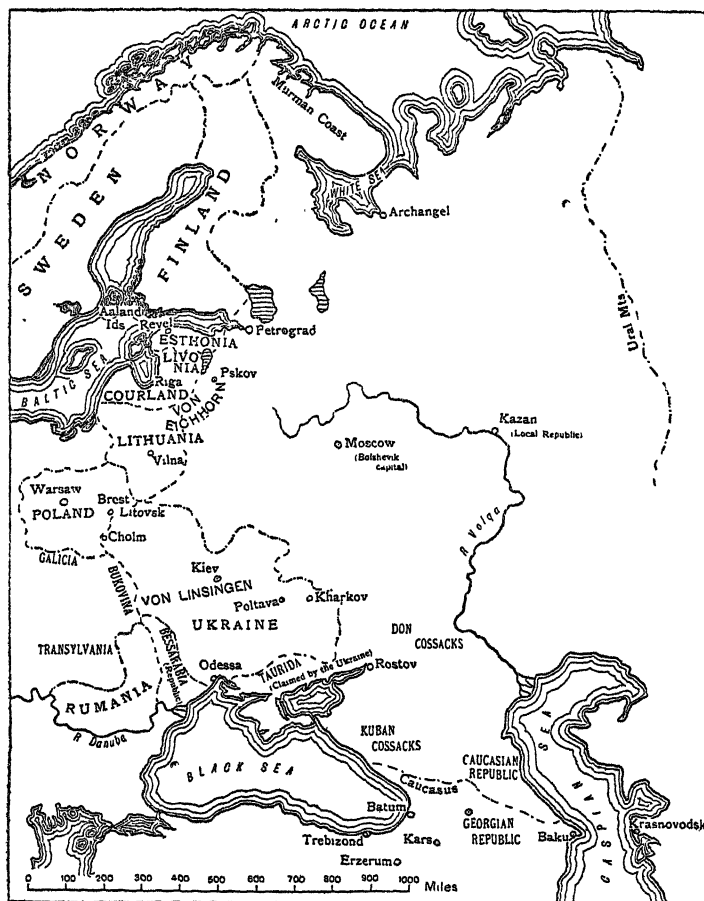 ARCTIC OCEAN
NORWAY
Murman Coast
SWEDEN
FINLAND
WHITE SEA
Archangel
Ural Mts
Aaland
Ids
Revel
Petrograd
ESTHONIA
LIVO
NIA
BALTIC SEA
Riga
Pskov
COURLAND
VON
EICHHORN
Kazan
(Local Republic)
Moscow
(Bolshevik
capital)
LITHUANIA
Vilna
Warsaw
POLAND
Brest
Litovsk
Cholm
R Volga
GALICIA
BUKOVINA
Kiev
VON LINSINGEN
Poltava
Kharkov
UKRAINE
DON
COSSACKS
TRANSYLVANIA
BESSARABIA
(Republic)
Odessa
TAURIDA
(Claimed by the Ukraine)
Rostov
RUMANIA
R Danube
KUBAN
COSSACKS
BLACK SEA
CAUCASIAN
REPUBLIC
Caucasus
CASPIAN SEA
Batum
GEORGIAN
REPUBLIC
Baku
Krasnovodsk
Trebizond
Kars
Erzerum
0 100 200 300 400 500 600 700 800 900 1000
Miles